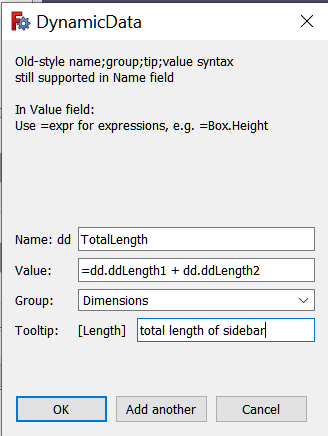 DynamicData
Old-style name;group;tip;value syntax
still supported in Name field
In Value field:
Use =expr for expressions, e.g. =Box.Height
Name: dd TotalLength
Value: =dd.ddLength1 + dd.ddLength2
Group: Dimensions
Tooltip: [Length] total length of sidebar
OK Add another Cancel